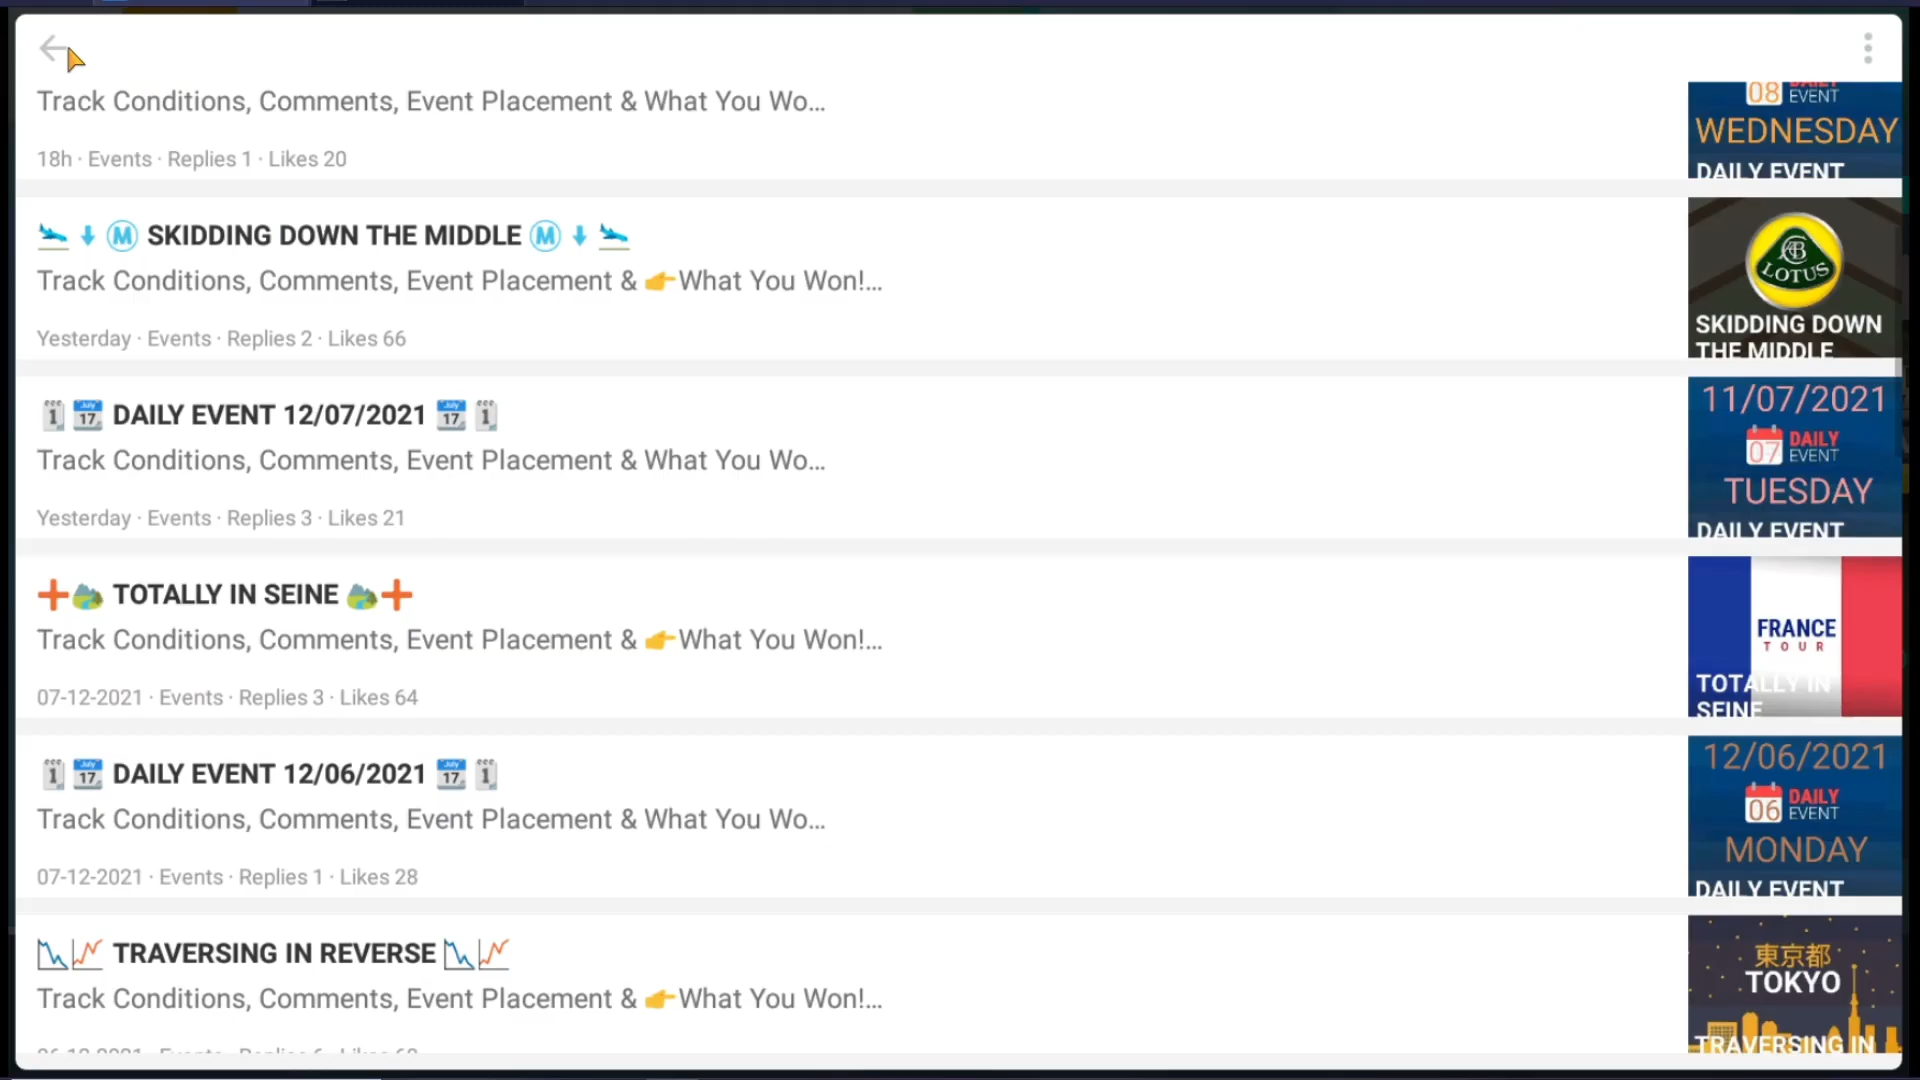 Track Conditions, Comments, Event Placement & What You Wo...
18h · Events · Replies 1 · Likes 20
08 DAILY EVENT
WEDNESDAY
DAILY EVENT
SKIDDING DOWN THE MIDDLE
Track Conditions, Comments, Event Placement & 👉What You Won!...
Yesterday · Events · Replies 2 · Likes 66
LOTUS
SKIDDING DOWN
THE MIDDLE
DAILY EVENT 12/07/2021
Track Conditions, Comments, Event Placement & What You Wo...
Yesterday · Events · Replies 3 · Likes 21
11/07/2021
07 DAILY EVENT
TUESDAY
DAILY EVENT
TOTALLY IN SEINE
Track Conditions, Comments, Event Placement & 👉What You Won!...
07-12-2021 · Events · Replies 3 · Likes 64
FRANCE
TOUR
TOTALLY IN
SEINE
DAILY EVENT 12/06/2021
Track Conditions, Comments, Event Placement & What You Wo...
07-12-2021 · Events · Replies 1 · Likes 28
12/06/2021
06 DAILY EVENT
MONDAY
DAILY EVENT
TRAVERSING IN REVERSE
Track Conditions, Comments, Event Placement & 👉What You Won!...
東京都
TOKYO
TRAVERSING IN